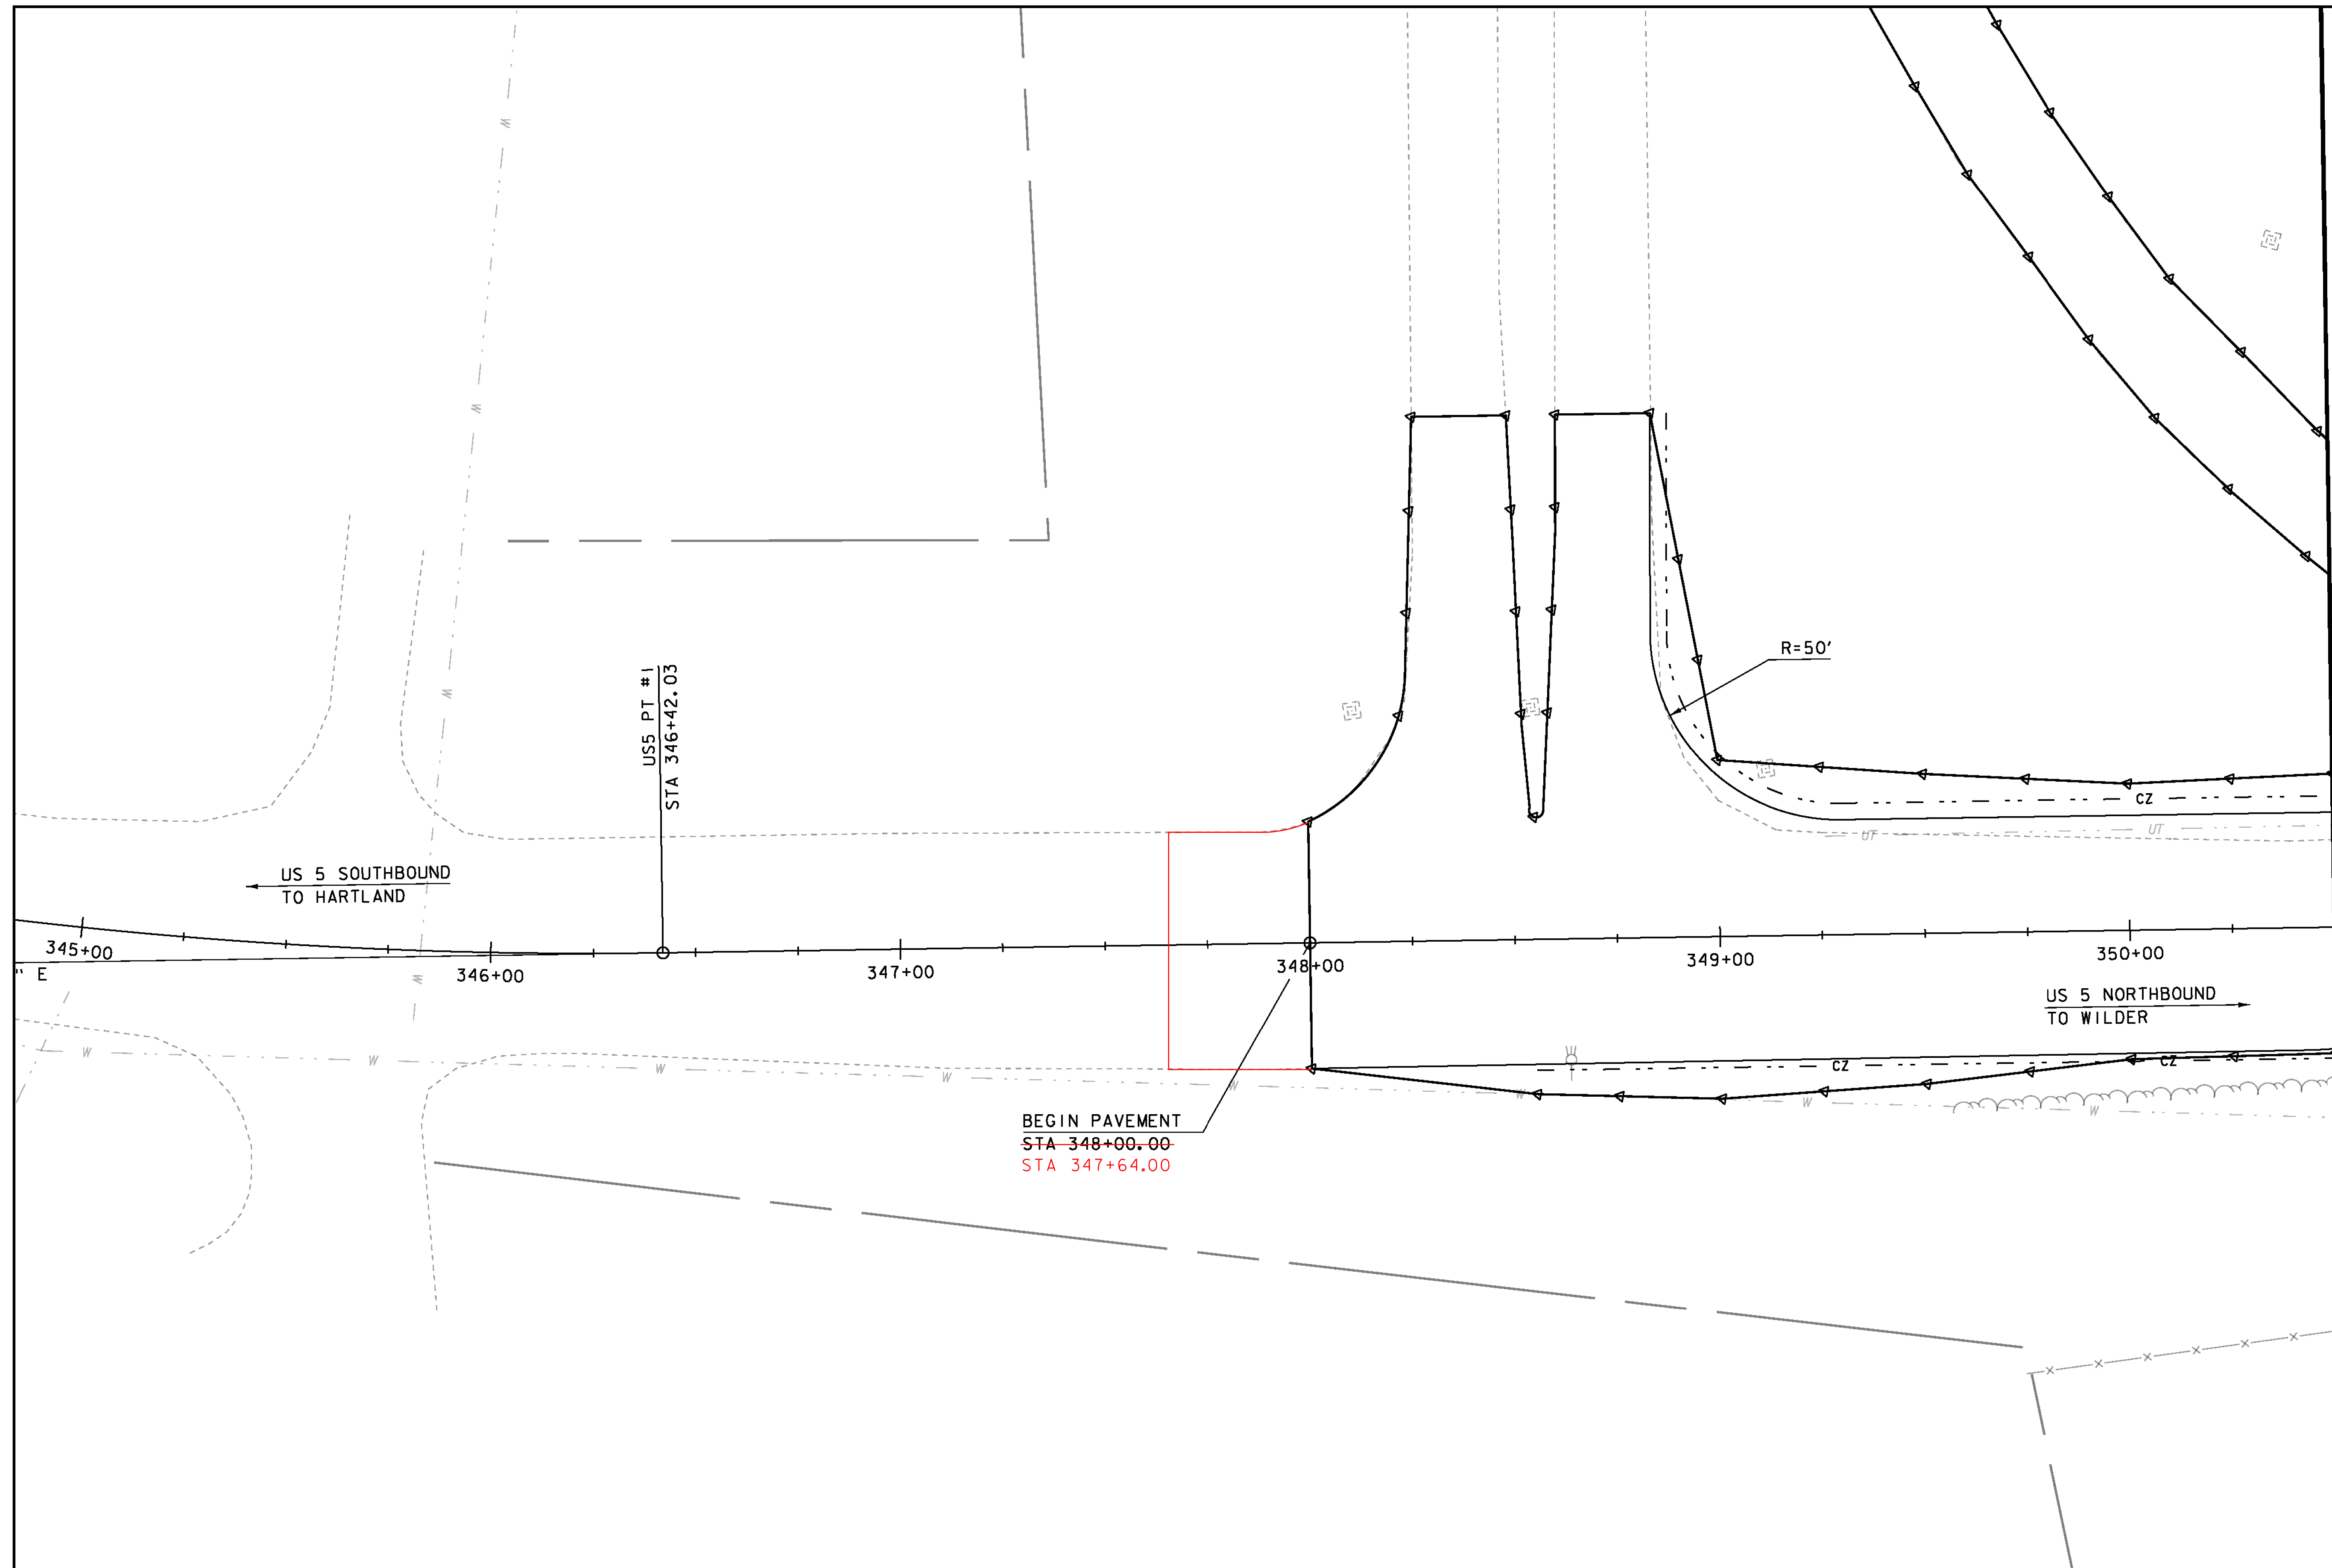 US5 PT #1
STA 346+42.03
R=50'
CZ
UT
UT
US 5 SOUTHBOUND
TO HARTLAND
345+00
" E
346+00
347+00
348+00
349+00
350+00
US 5 NORTHBOUND
TO WILDER
W
W
W
W
W
W
W
W
W
W
W
W
W
CZ
CZ
BEGIN PAVEMENT
STA 348+00.00
STA 347+64.00